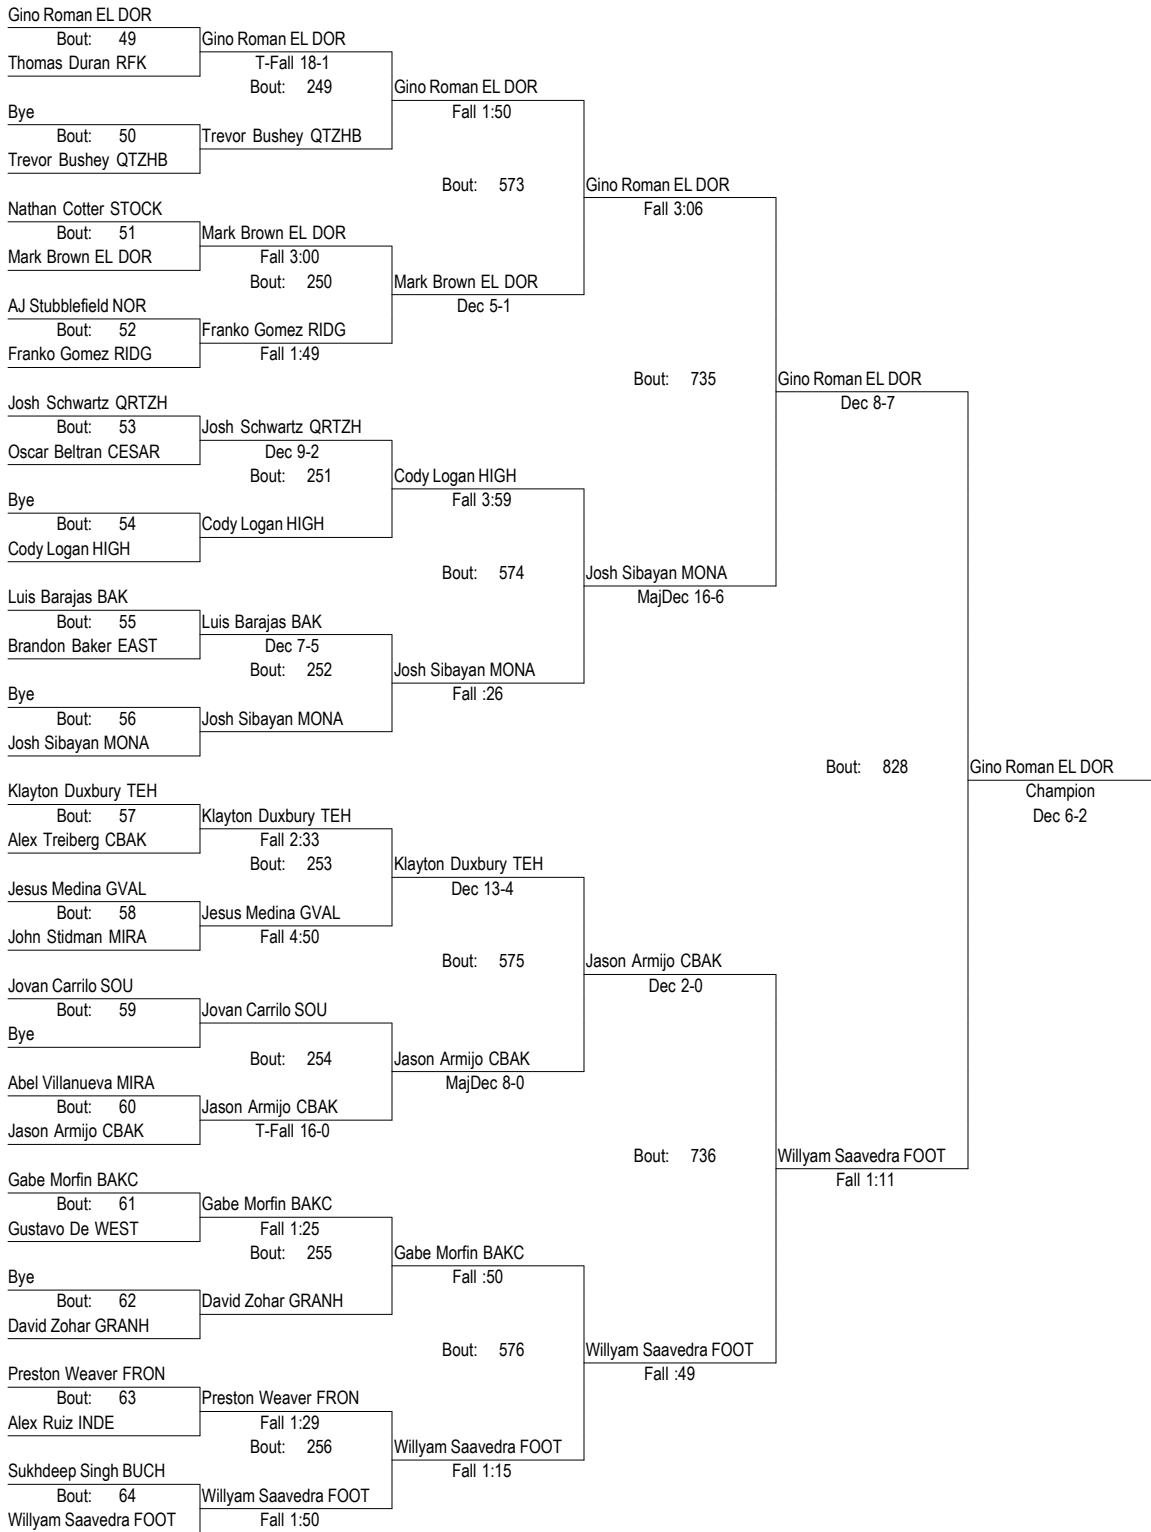 Gino Roman EL DOR
Bout: 49
Thomas Duran RFK
Gino Roman EL DOR
T-Fall 18-1
Bout: 249
Bye
Bout: 50
Trevor Bushey QTZHB
Trevor Bushey QTZHB
Gino Roman EL DOR
Fall 1:50
Bout: 573
Nathan Cotter STOCK
Bout: 51
Mark Brown EL DOR
Mark Brown EL DOR
Fall 3:00
Bout: 250
AJ Stubblefield NOR
Bout: 52
Franko Gomez RIDG
Franko Gomez RIDG
Fall 1:49
Mark Brown EL DOR
Dec 5-1
Gino Roman EL DOR
Fall 3:06
Bout: 735
Josh Schwartz QRTZH
Bout: 53
Oscar Beltran CESAR
Josh Schwartz QRTZH
Dec 9-2
Bout: 251
Bye
Bout: 54
Cody Logan HIGH
Cody Logan HIGH
Cody Logan HIGH
Fall 3:59
Bout: 574
Luis Barajas BAK
Bout: 55
Brandon Baker EAST
Luis Barajas BAK
Dec 7-5
Bout: 252
Bye
Bout: 56
Josh Sibayan MONA
Josh Sibayan MONA
Josh Sibayan MONA
Fall :26
Josh Sibayan MONA
MajDec 16-6
Gino Roman EL DOR
Dec 8-7
Bout: 828
Gino Roman EL DOR
Champion
Dec 6-2
Klayton Duxbury TEH
Bout: 57
Alex Treiberg CBAK
Klayton Duxbury TEH
Fall 2:33
Bout: 253
Jesus Medina GVAL
Bout: 58
John Stidman MIRA
Jesus Medina GVAL
Fall 4:50
Klayton Duxbury TEH
Dec 13-4
Bout: 575
Jovan Carrilo SOU
Bout: 59
Bye
Jovan Carrilo SOU
Bout: 254
Abel Villanueva MIRA
Bout: 60
Jason Armijo CBAK
Jason Armijo CBAK
T-Fall 16-0
Jason Armijo CBAK
MajDec 8-0
Jason Armijo CBAK
Dec 2-0
Bout: 736
Gabe Morfin BAKC
Bout: 61
Gustavo De WEST
Gabe Morfin BAKC
Fall 1:25
Bout: 255
Bye
Bout: 62
David Zohar GRANH
David Zohar GRANH
Gabe Morfin BAKC
Fall :50
Bout: 576
Preston Weaver FRON
Bout: 63
Alex Ruiz INDE
Preston Weaver FRON
Fall 1:29
Bout: 256
Sukhdeep Singh BUCH
Bout: 64
Willyam Saavedra FOOT
Willyam Saavedra FOOT
Fall 1:50
Willyam Saavedra FOOT
Fall 1:15
Willyam Saavedra FOOT
Fall :49
Willyam Saavedra FOOT
Fall 1:11